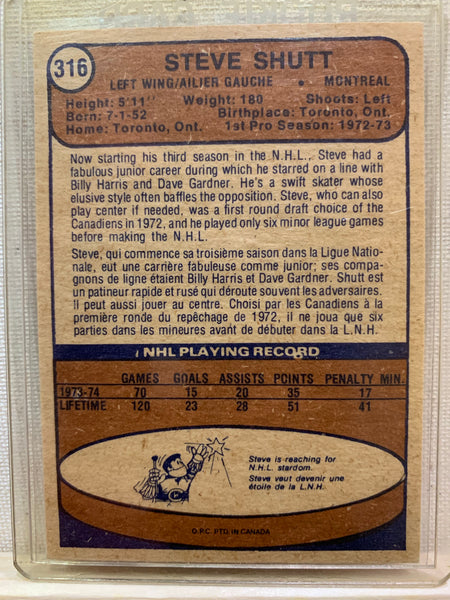 316
STEVE SHUTT
LEFT WING/AILIER GAUCHE • MONTREAL
Height: 5'11" Weight: 180 Shoots: Left
Born: 7-1-52 Birthplace: Toronto, Ont.
Home: Toronto, Ont. 1st Pro Season: 1972-73
Now starting his third season in the N.H.L., Steve had a
fabulous junior career during which he starred on a line with
Billy Harris and Dave Gardner. He's a swift skater whose
elusive style often baffles the opposition. Steve, who can also
play center if needed, was a first round draft choice of the
Canadiens in 1972, and he played only six minor league games
before making the N.H.L.
Steve, qui commence sa troisième saison dans la Ligue Natio-
nale, eut une carrière fabuleuse comme junior; ses compa-
gnons de ligne étaient Billy Harris et Dave Gardner. Shutt est
un patineur rapide et rusé qui déroute souvent les adversaires.
Il peut aussi jouer au centre. Choisi par les Canadiens à la
première ronde du repêchage de 1972, il ne joua que six
parties dans les mineures avant de débuter dans la L.N.H.
NHL PLAYING RECORD
GAMES GOALS ASSISTS POINTS PENALTY MIN.
1973-74 70 15 20 35 17
LIFETIME 120 23 28 51 41
Steve is reaching for
N.H.L. stardom.
Steve veut devenir une
étoile de la L.N.H.
O.P.C. PTD. IN CANADA